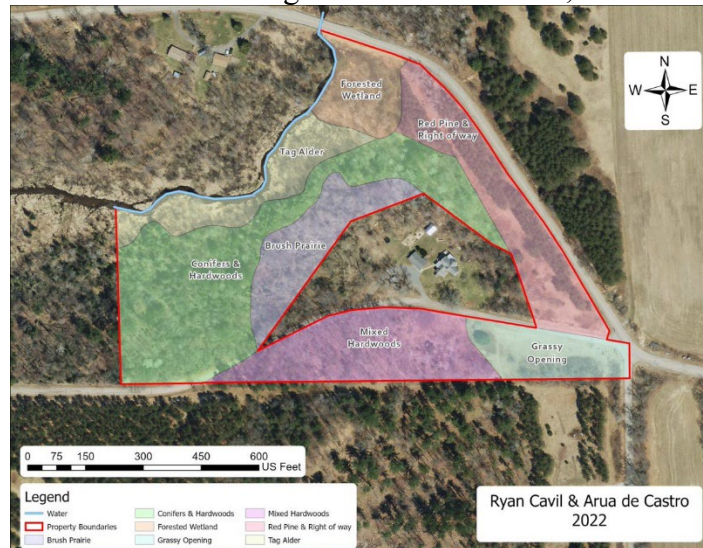 N
W E
S
Forested
Wetland
Red Pine &
Right of way
Tag Alder
Brush Prairie
Conifers &
Hardwoods
Mixed
Hardwoods
Grassy
Opening
0 75 150 300 450 600
US Feet
Legend
Water
Property Boundaries
Brush Prairie
Conifers & Hardwoods
Forested Wetland
Grassy Opening
Mixed Hardwoods
Red Pine & Right of way
Tag Alder
Ryan Cavil & Arua de Castro
2022